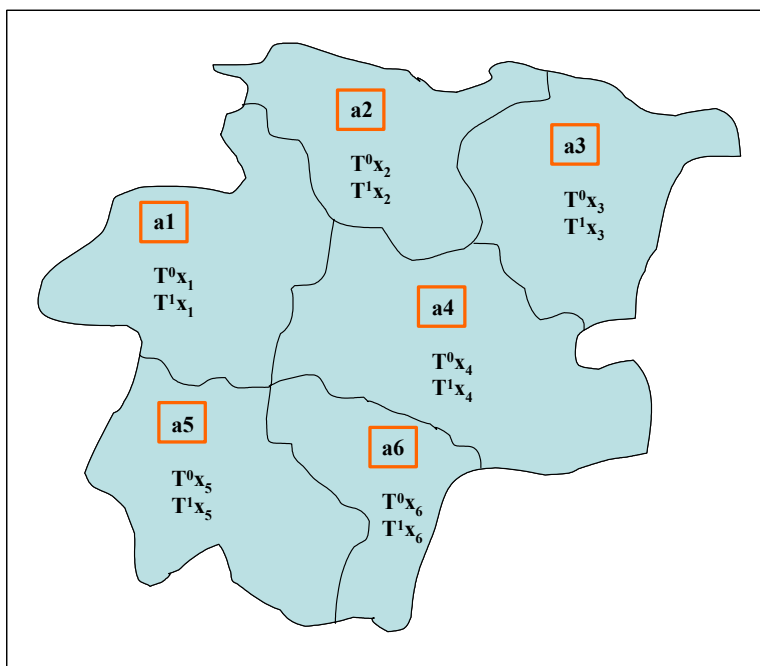 a2
T⁰x₂
T¹x₂
a3
T⁰x₃
T¹x₃
a1
T⁰x₁
T¹x₁
a4
T⁰x₄
T¹x₄
a5
T⁰x₅
T¹x₅
a6
T⁰x₆
T¹x₆